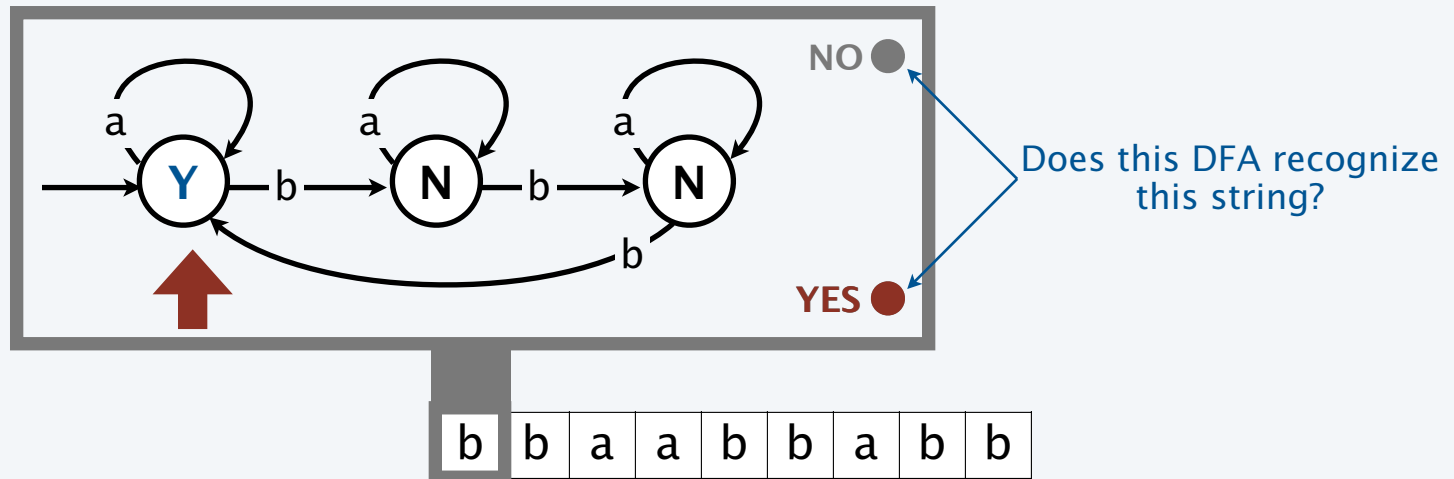 NO
a a a
Does this DFA recognize
this string?
Y b N b N
b
YES
b b a a b b a b b